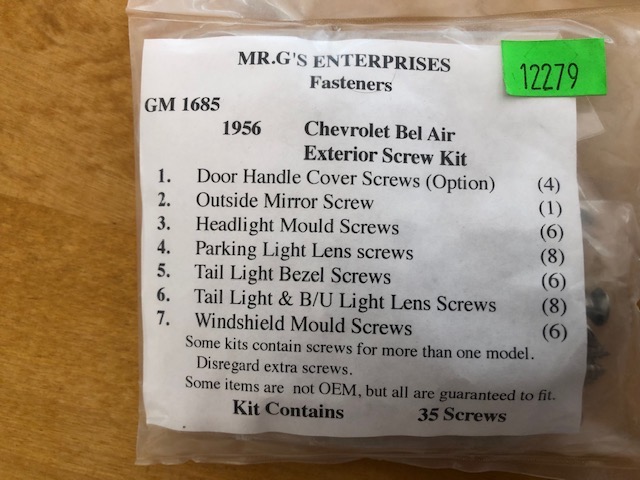 MR.G'S ENTERPRISES
Fasteners
12279
GM 1685
1956 Chevrolet Bel Air
Exterior Screw Kit
1. Door Handle Cover Screws (Option) (4)
2. Outside Mirror Screw (1)
3. Headlight Mould Screws (6)
4. Parking Light Lens screws (8)
5. Tail Light Bezel Screws (6)
6. Tail Light & B/U Light Lens Screws (8)
7. Windshield Mould Screws (6)
Some kits contain screws for more than one model.
Disregard extra screws.
Some items are not OEM, but all are guaranteed to fit.
Kit Contains 35 Screws